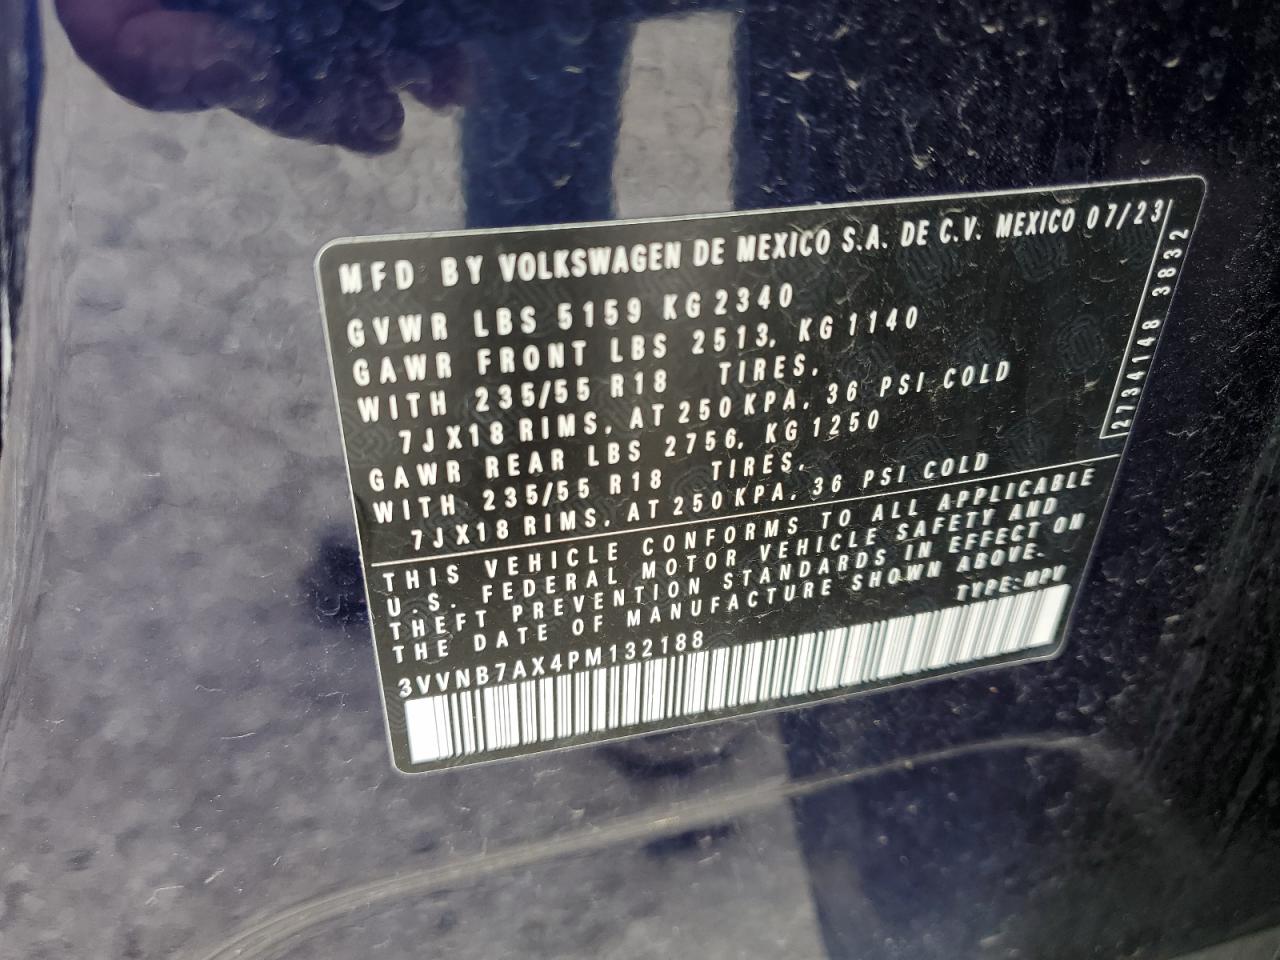 MFD BY VOLKSWAGEN DE MEXICO S.A. DE C.V. MEXICO 07/23
GVWR LBS 5159 KG 2340
GAWR FRONT LBS 2513, KG 1140
WITH 235/55 R18 TIRES,
7JX18 RIMS, AT 250 KPA, 36 PSI COLD
GAWR REAR LBS 2756, KG 1250
WITH 235/55 R18 TIRES,
7JX18 RIMS, AT 250 KPA, 36 PSI COLD
2734148 3832
THIS VEHICLE CONFORMS TO ALL APPLICABLE
U.S. FEDERAL MOTOR VEHICLE SAFETY AND
THEFT PREVENTION STANDARDS IN EFFECT ON
THE DATE OF MANUFACTURE SHOWN ABOVE.
3VVNB7AX4PM132188 TYPE:MPV